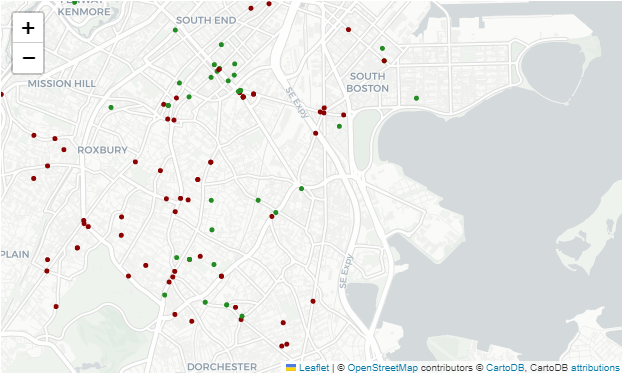 KENMORE
SOUTH END
+
−
MISSION HILL
SOUTH
BOSTON
SE Expy
ROXBURY
PLAIN
SE Expy
DORCHESTER
Leaflet | © OpenStreetMap contributors © CartoDB, CartoDB attributions